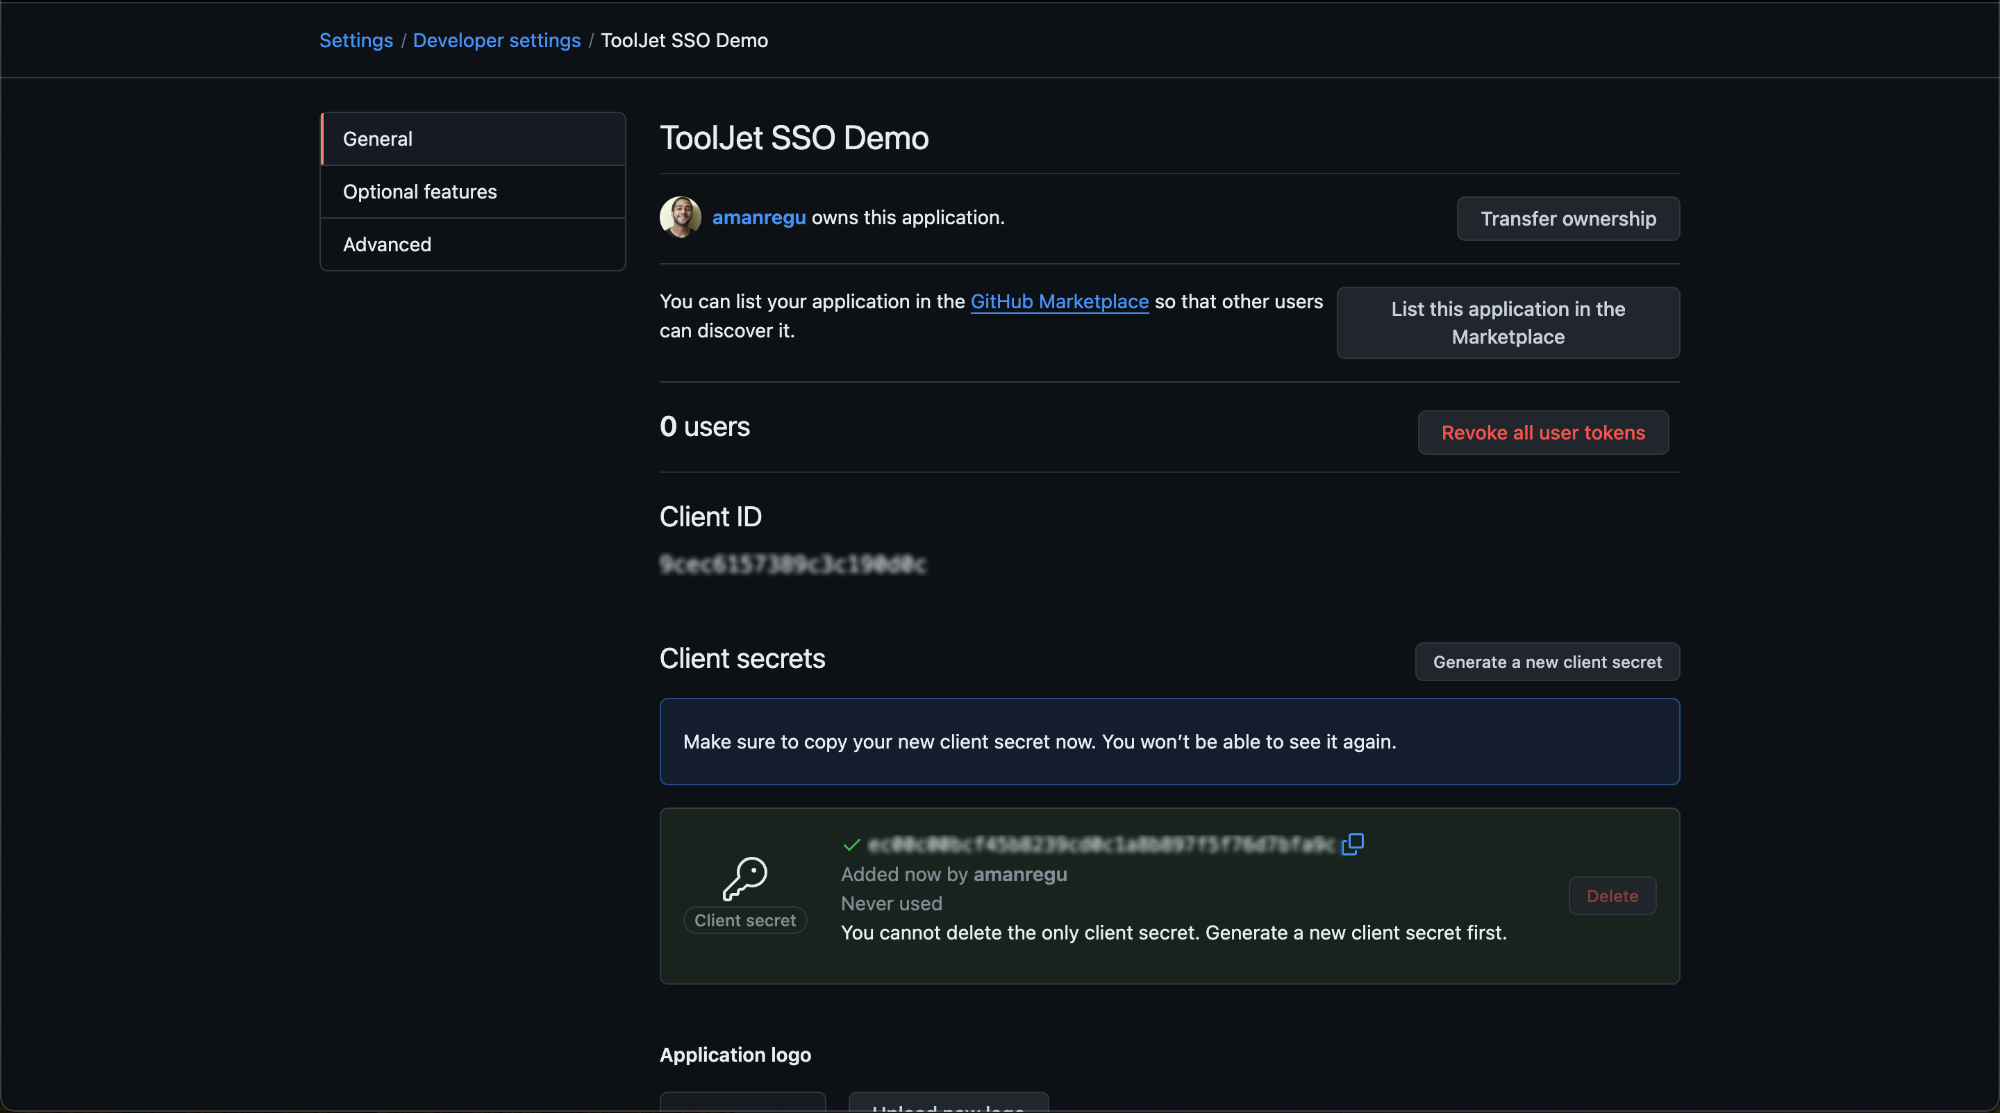 Settings / Developer settings / ToolJet SSO Demo
General
Optional features
Advanced
ToolJet SSO Demo
amanregu owns this application.
Transfer ownership
You can list your application in the GitHub Marketplace so that other users
can discover it.
List this application in the
Marketplace
0 users
Revoke all user tokens
Client ID
Client secrets
Generate a new client secret
Make sure to copy your new client secret now. You won't be able to see it again.
Client secret
Added now by amanregu
Never used
You cannot delete the only client secret. Generate a new client secret first.
Delete
Application logo
Upload new logo